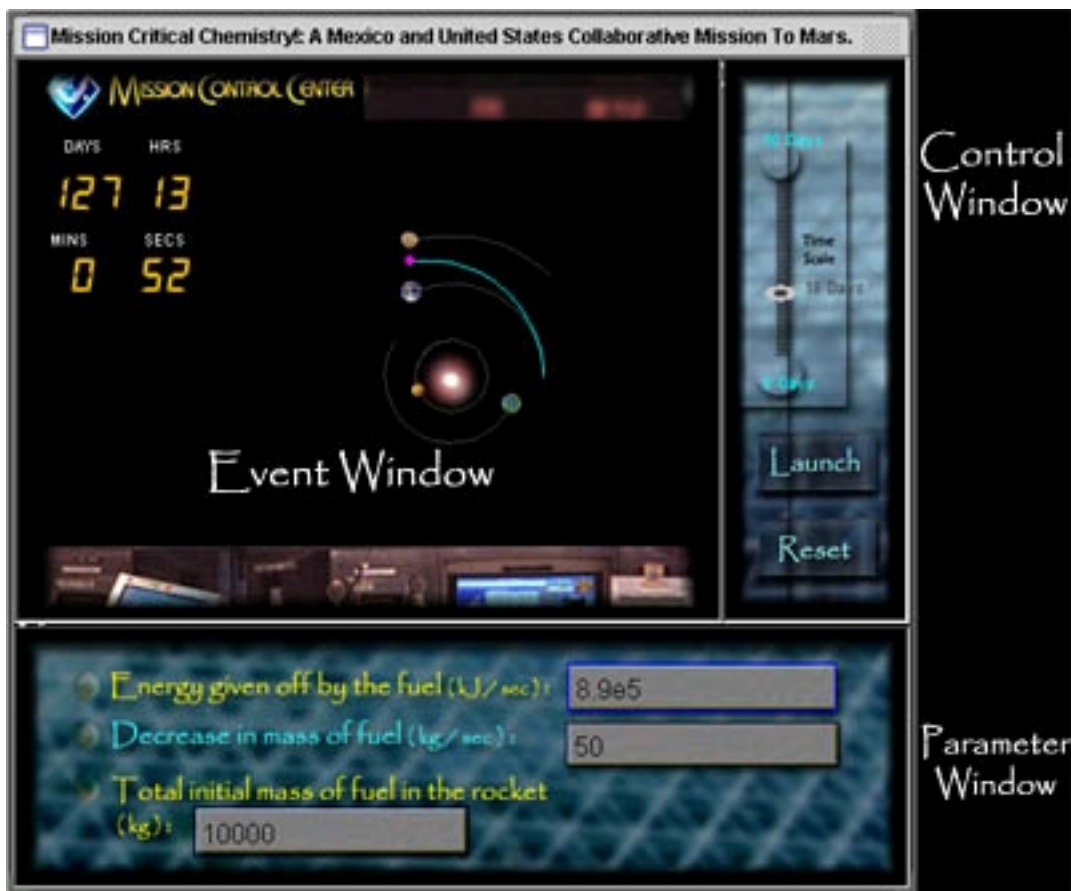 Mission Critical Chemistry!: A Mexico and United States Collaborative Mission To Mars.
MISSION CONTROL CENTER
DAYS HRS
127 13
MINS SECS
0 52
Event Window
Days
Time
Scale
Days
Days
Launch
Reset
Control
Window
Energy given off by the fuel (kJ/sec):
8.9e5
Decrease in mass of fuel (kg/sec):
50
Total initial mass of fuel in the rocket
(kg):
10000
Parameter
Window